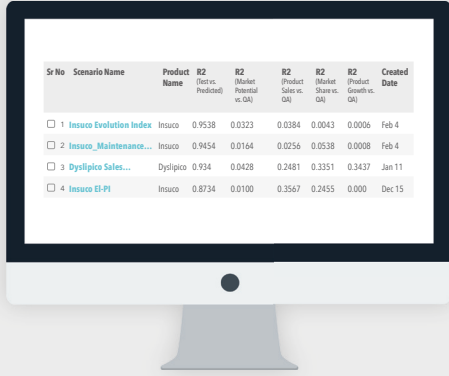 Sr No Scenario Name Product Name R2 (Test vs. Predicted) R2 (Market Potential vs. QA) R2 (Product Sales vs. QA) R2 (Market Share vs. QA) R2 (Product Growth vs. QA) Created Date
1 Insuco Evolution Index Insuco 0.9538 0.0323 0.0384 0.0043 0.0006 Feb 4
2 Insuco_Maintenance... Insuco 0.9454 0.0164 0.0256 0.0538 0.0008 Feb 4
3 Dyslipico Sales... Dyslipico 0.934 0.0428 0.2481 0.3351 0.3437 Jan 11
4 Insuco EI-PI Insuco 0.8734 0.0100 0.3567 0.2455 0.000 Dec 15